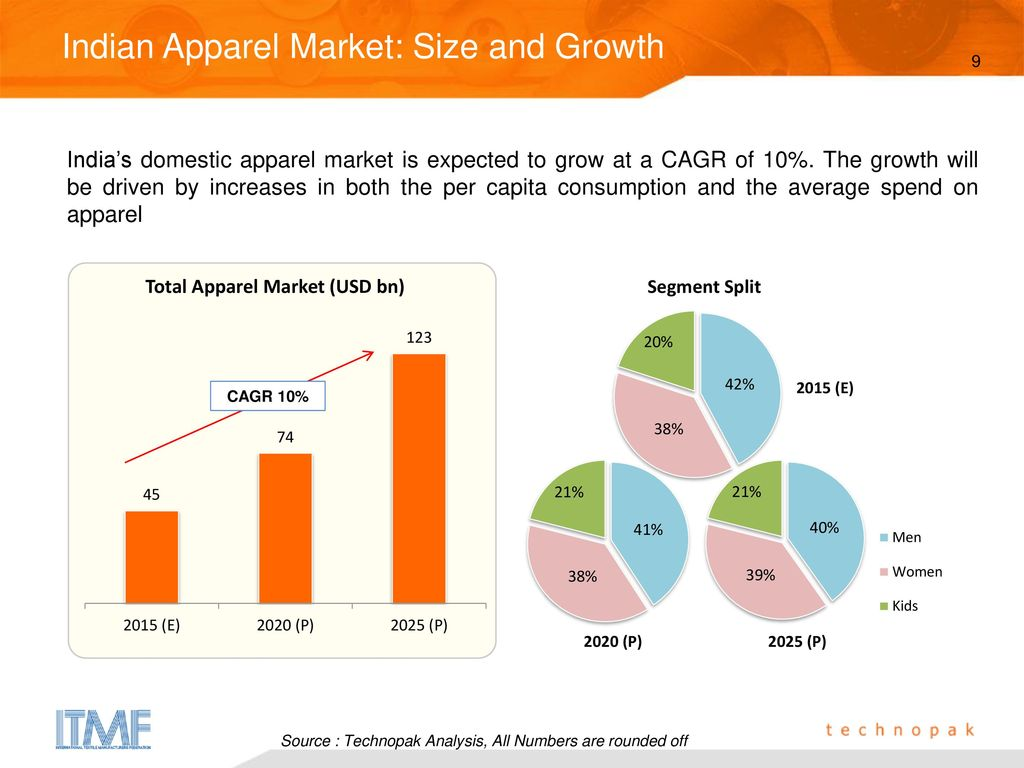 Indian Apparel Market: Size and Growth
9
India’s domestic apparel market is expected to grow at a CAGR of 10%. The growth will
be driven by increases in both the per capita consumption and the average spend on
apparel
Total Apparel Market (USD bn)
123
CAGR 10%
74
45
2015 (E)
2020 (P)
2025 (P)
Segment Split
20%
42%
38%
2015 (E)
21%
41%
38%
2020 (P)
21%
40%
39%
2025 (P)
Men
Women
Kids
ITMF
INTERNATIONAL TEXTILE MANUFACTURERS FEDERATION
Source : Technopak Analysis, All Numbers are rounded off
technopak